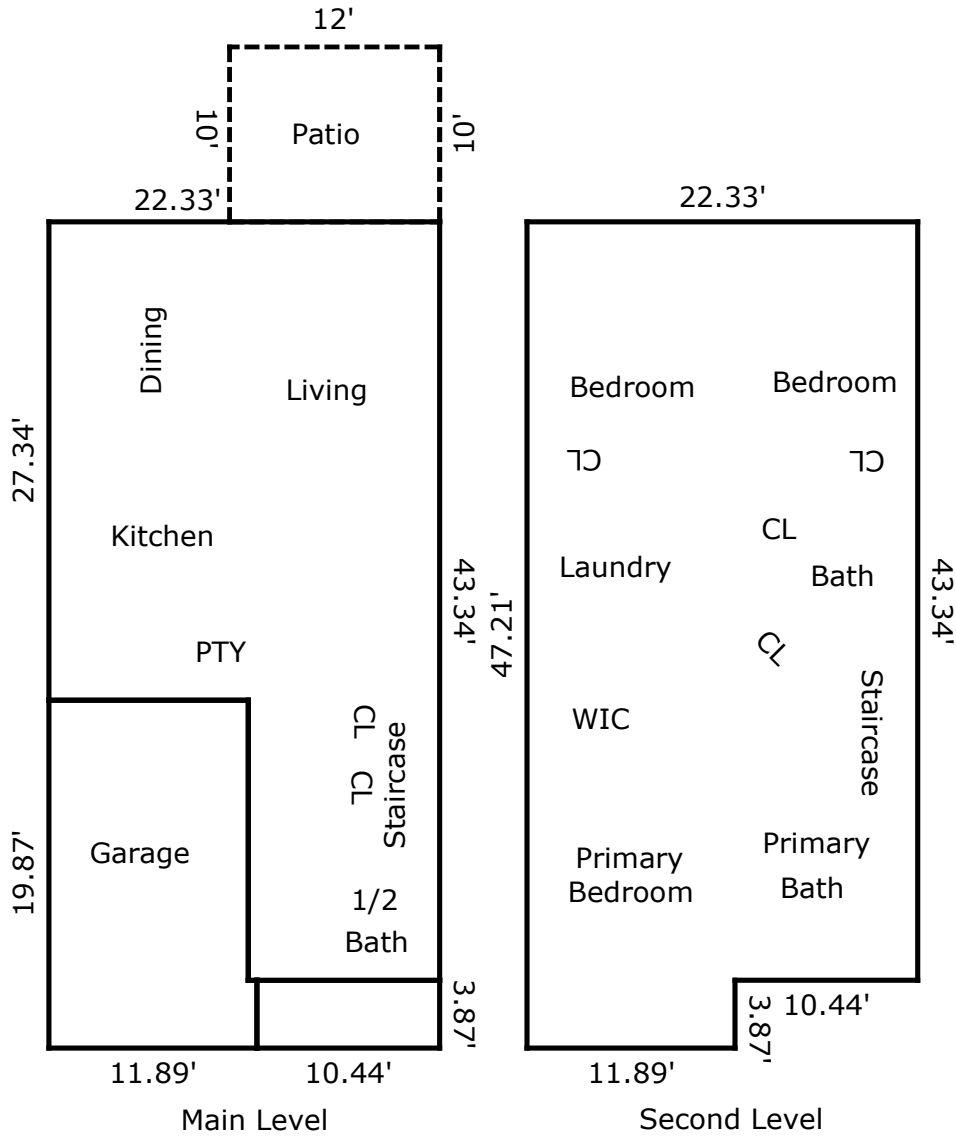 12'
10'
Patio
10'
22.33'
Dining
Living
27.34'
Kitchen
43.34'
PTY
CL
CL
Staircase
Garage
19.87'
1/2
Bath
3.87'
11.89'
10.44'
Main Level
22.33'
Bedroom
Bedroom
CL
CL
CL
Laundry
Bath
43.34'
47.21'
CL
WIC
Staircase
Primary
Bedroom
Primary
Bath
10.44'
3.87'
11.89'
Second Level